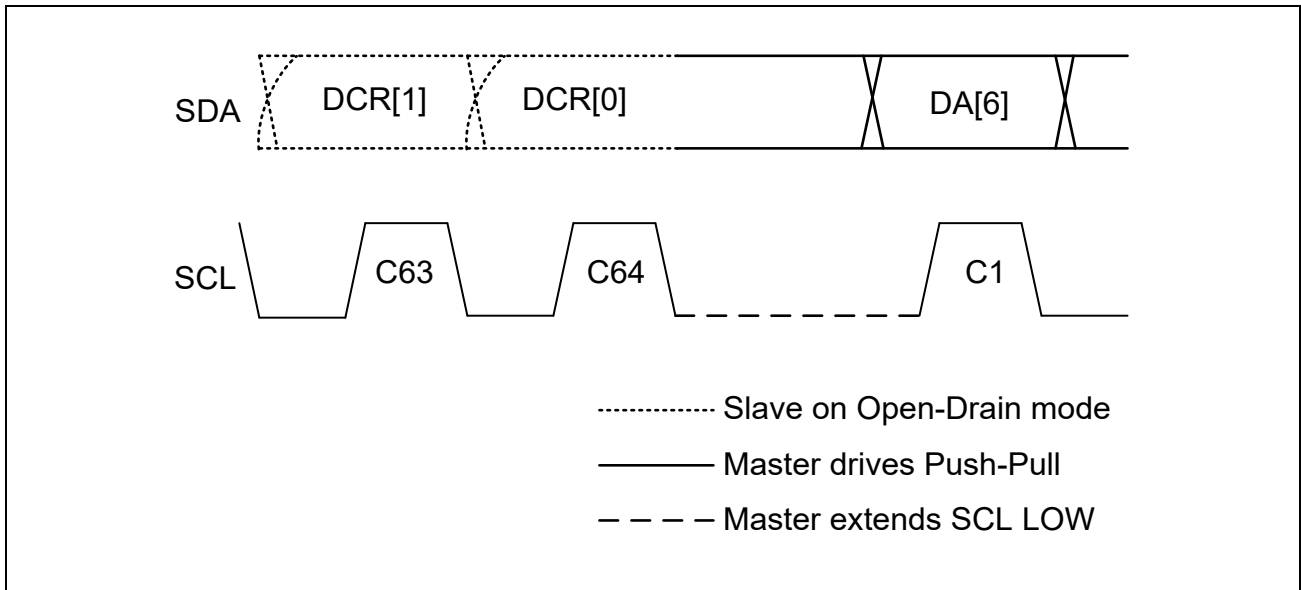 SDA DCR[1] DCR[0] DA[6]
SCL C63 C64 C1
Slave on Open-Drain mode
Master drives Push-Pull
Master extends SCL LOW